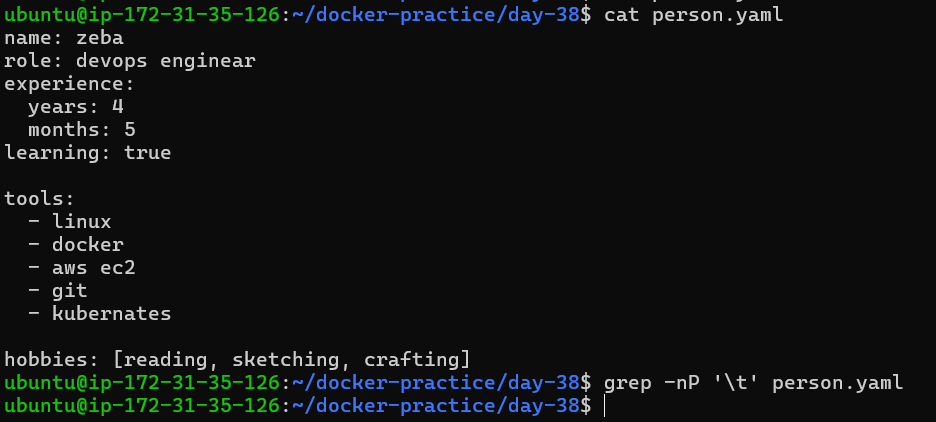 ubuntu@ip-172-31-35-126:~/docker-practice/day-38$ cat person.yaml
name: zeba
role: devops enginear
experience:
  years: 4
  months: 5
learning: true

tools:
  - linux
  - docker
  - aws ec2
  - git
  - kubernates

hobbies: [reading, sketching, crafting]
ubuntu@ip-172-31-35-126:~/docker-practice/day-38$ grep -nP '\t' person.yaml
ubuntu@ip-172-31-35-126:~/docker-practice/day-38$